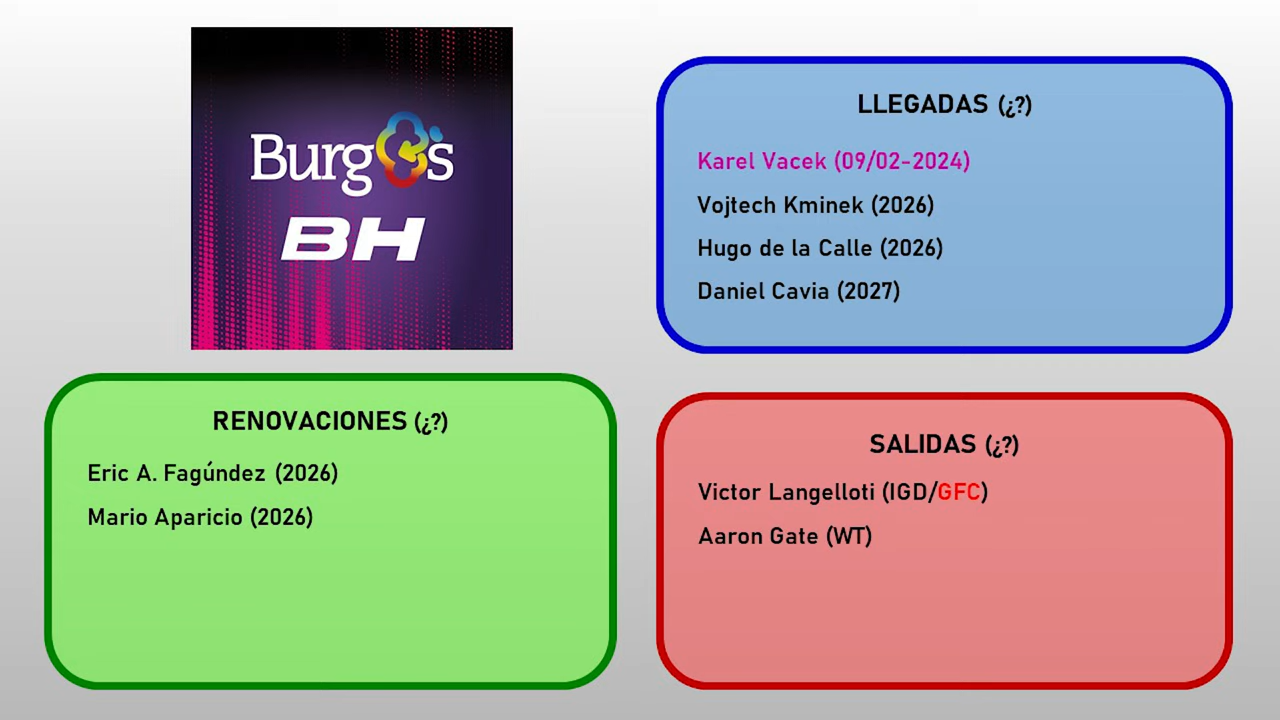 Burgos
BH
LLEGADAS (¿?)
Karel Vacek (09/02-2024)
Vojtech Kminek (2026)
Hugo de la Calle (2026)
Daniel Cavia (2027)
RENOVACIONES (¿?)
Eric A. Fagúndez (2026)
Mario Aparicio (2026)
SALIDAS (¿?)
Victor Langelloti (IGD/GFC)
Aaron Gate (WT)